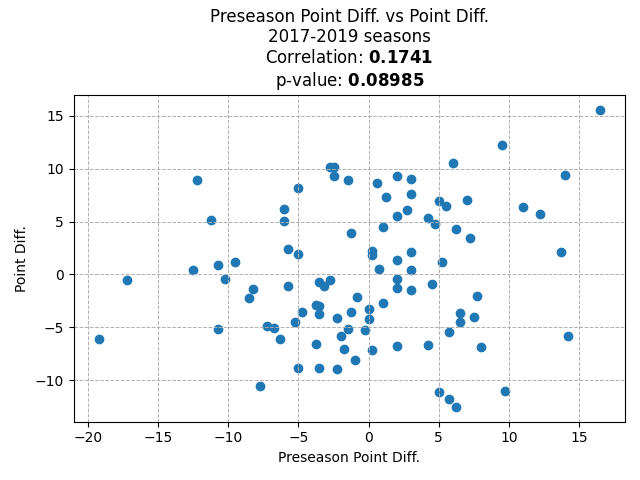 Preseason Point Diff. vs Point Diff.
2017-2019 seasons
Correlation: 0.1741
p-value: 0.08985
15
10
5
0
−5
−10
Point Diff.
−20 −15 −10 −5 0 5 10 15
Preseason Point Diff.